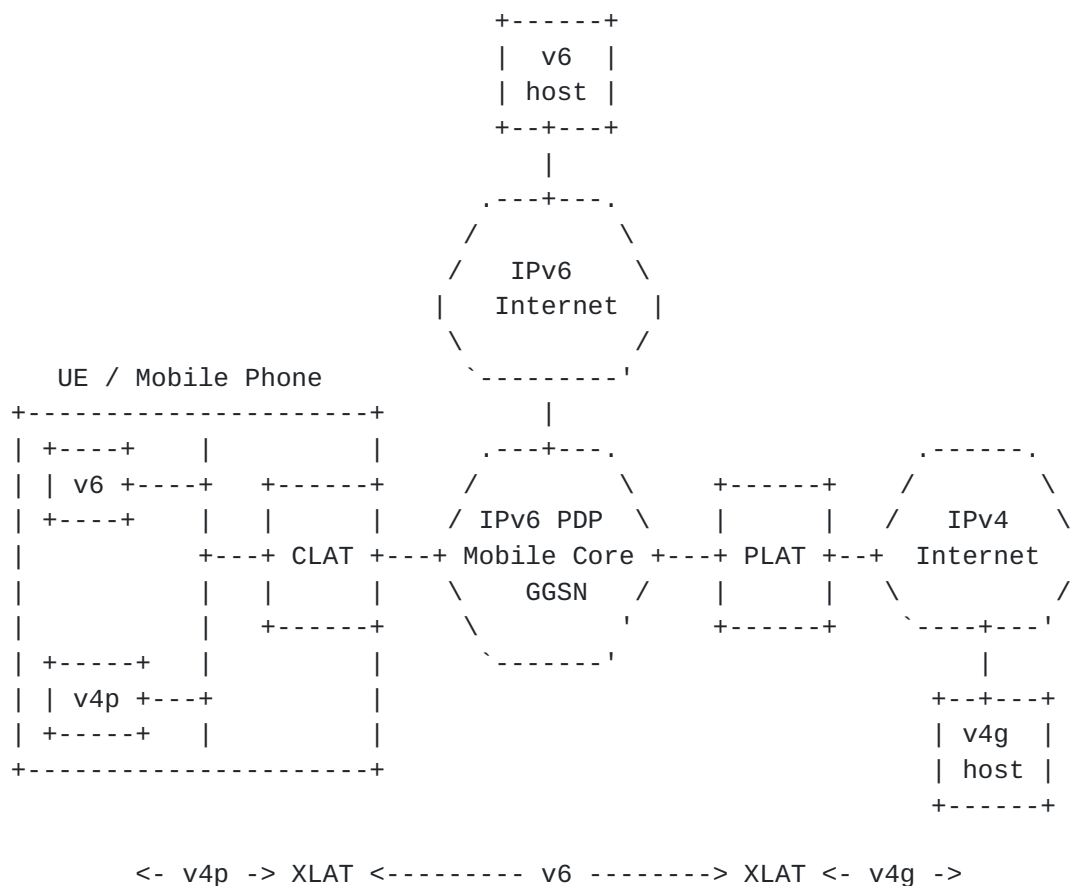 v6
host
IPv6
Internet
UE / Mobile Phone
v6
IPv6 PDP
IPv4
CLAT
Mobile Core
PLAT
Internet
GGSN
v4p
v4g
host
<- v4p -> XLAT <--------- v6 --------> XLAT <- v4g ->